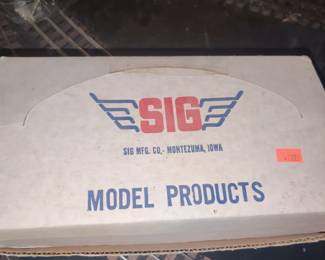 SIG
SIG MFG. CO.- MONTEZUMA, IOWA
MODEL PRODUCTS